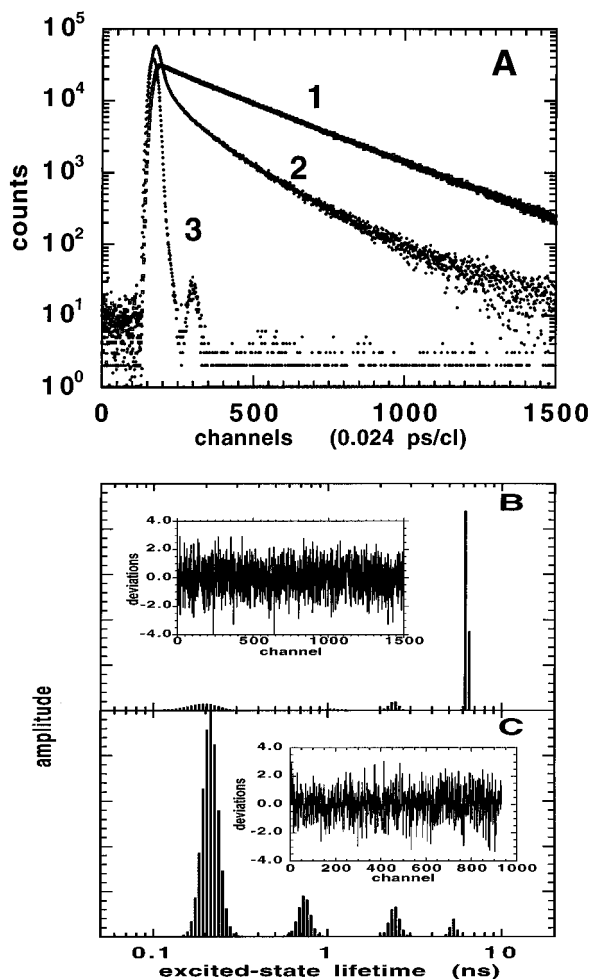 A
10^5
10^4
10^3
10^2
10^1
10^0
counts
1
2
3
0 500 1000 1500
channels (0.024 ps/cl)
B
4.0
2.0
0.0
-2.0
-4.0
deviations
0 500 1000 1500
channel
amplitude
C
4.0
2.0
0.0
-2.0
-4.0
deviations
0 200 400 600 800 1000
channel
0.1 1 10
excited-state lifetime (ns)